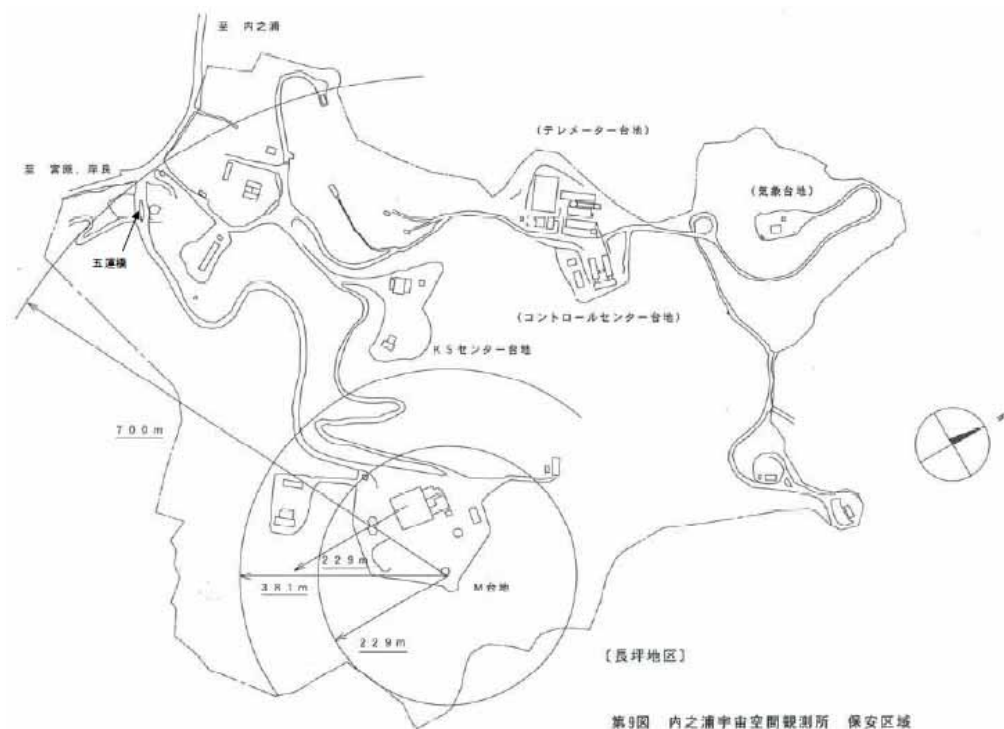 至 内之浦
(テレメーター台地)
至 宮原、岸良
(気象台地)
五蓮橋
(コントロールセンター台地)
KSセンター台地
700m
229m
381m
M台地
229m
[長坪地区]
第9図 内之浦宇宙空間観測所 保安区域